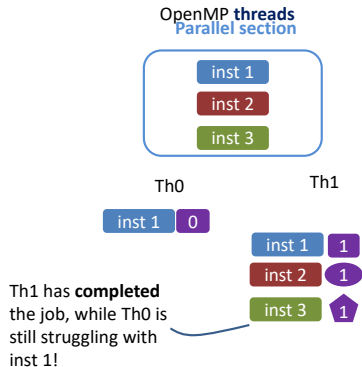 OpenMP threads
Parallel section
inst 1
inst 2
inst 3
Th0 Th1
inst 1 0
inst 1 1
inst 2 1
inst 3 1
Th1 has completed
the job, while Th0 is
still struggling with
inst 1!